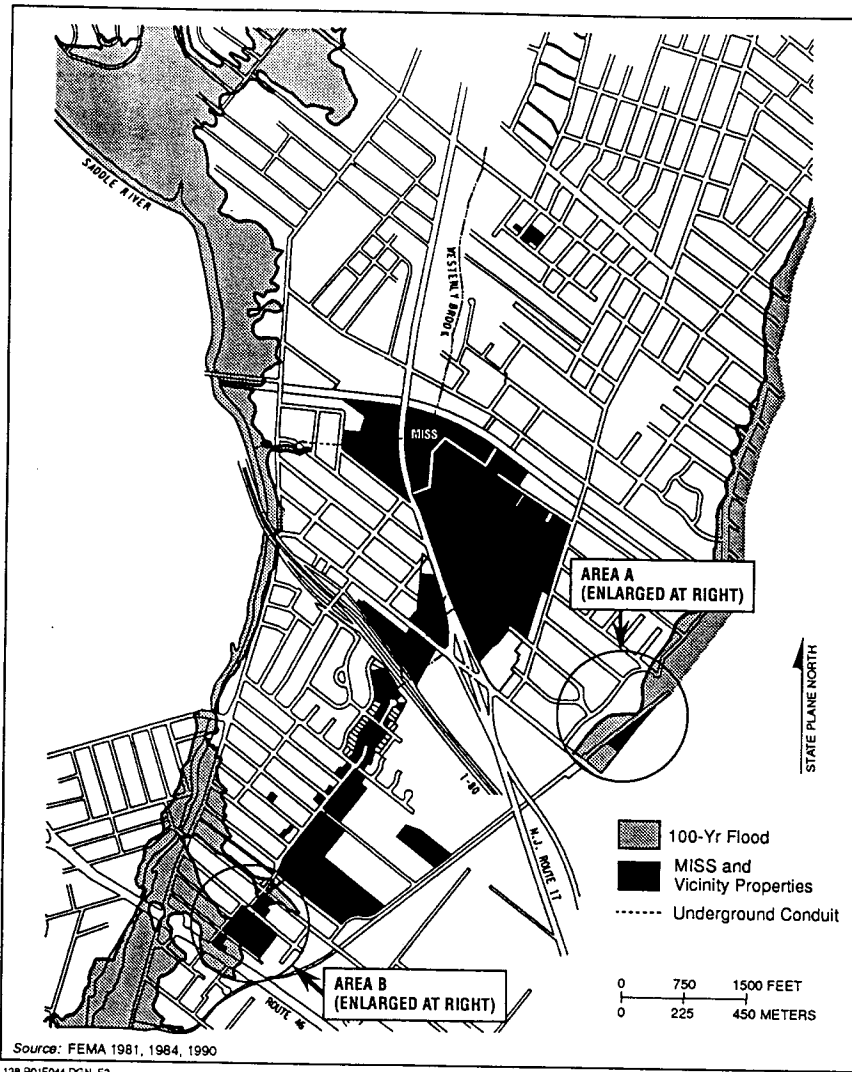 SADDLE RIVER
WESTERLY BROOK
MISS
AREA A
(ENLARGED AT RIGHT)
STATE PLANE NORTH
I-80
N.J. ROUTE 17
100-Yr Flood
MISS and
Vicinity Properties
Underground Conduit
AREA B
(ENLARGED AT RIGHT)
ROUTE 46
0 750 1500 FEET
0 225 450 METERS
Source: FEMA 1981, 1984, 1990